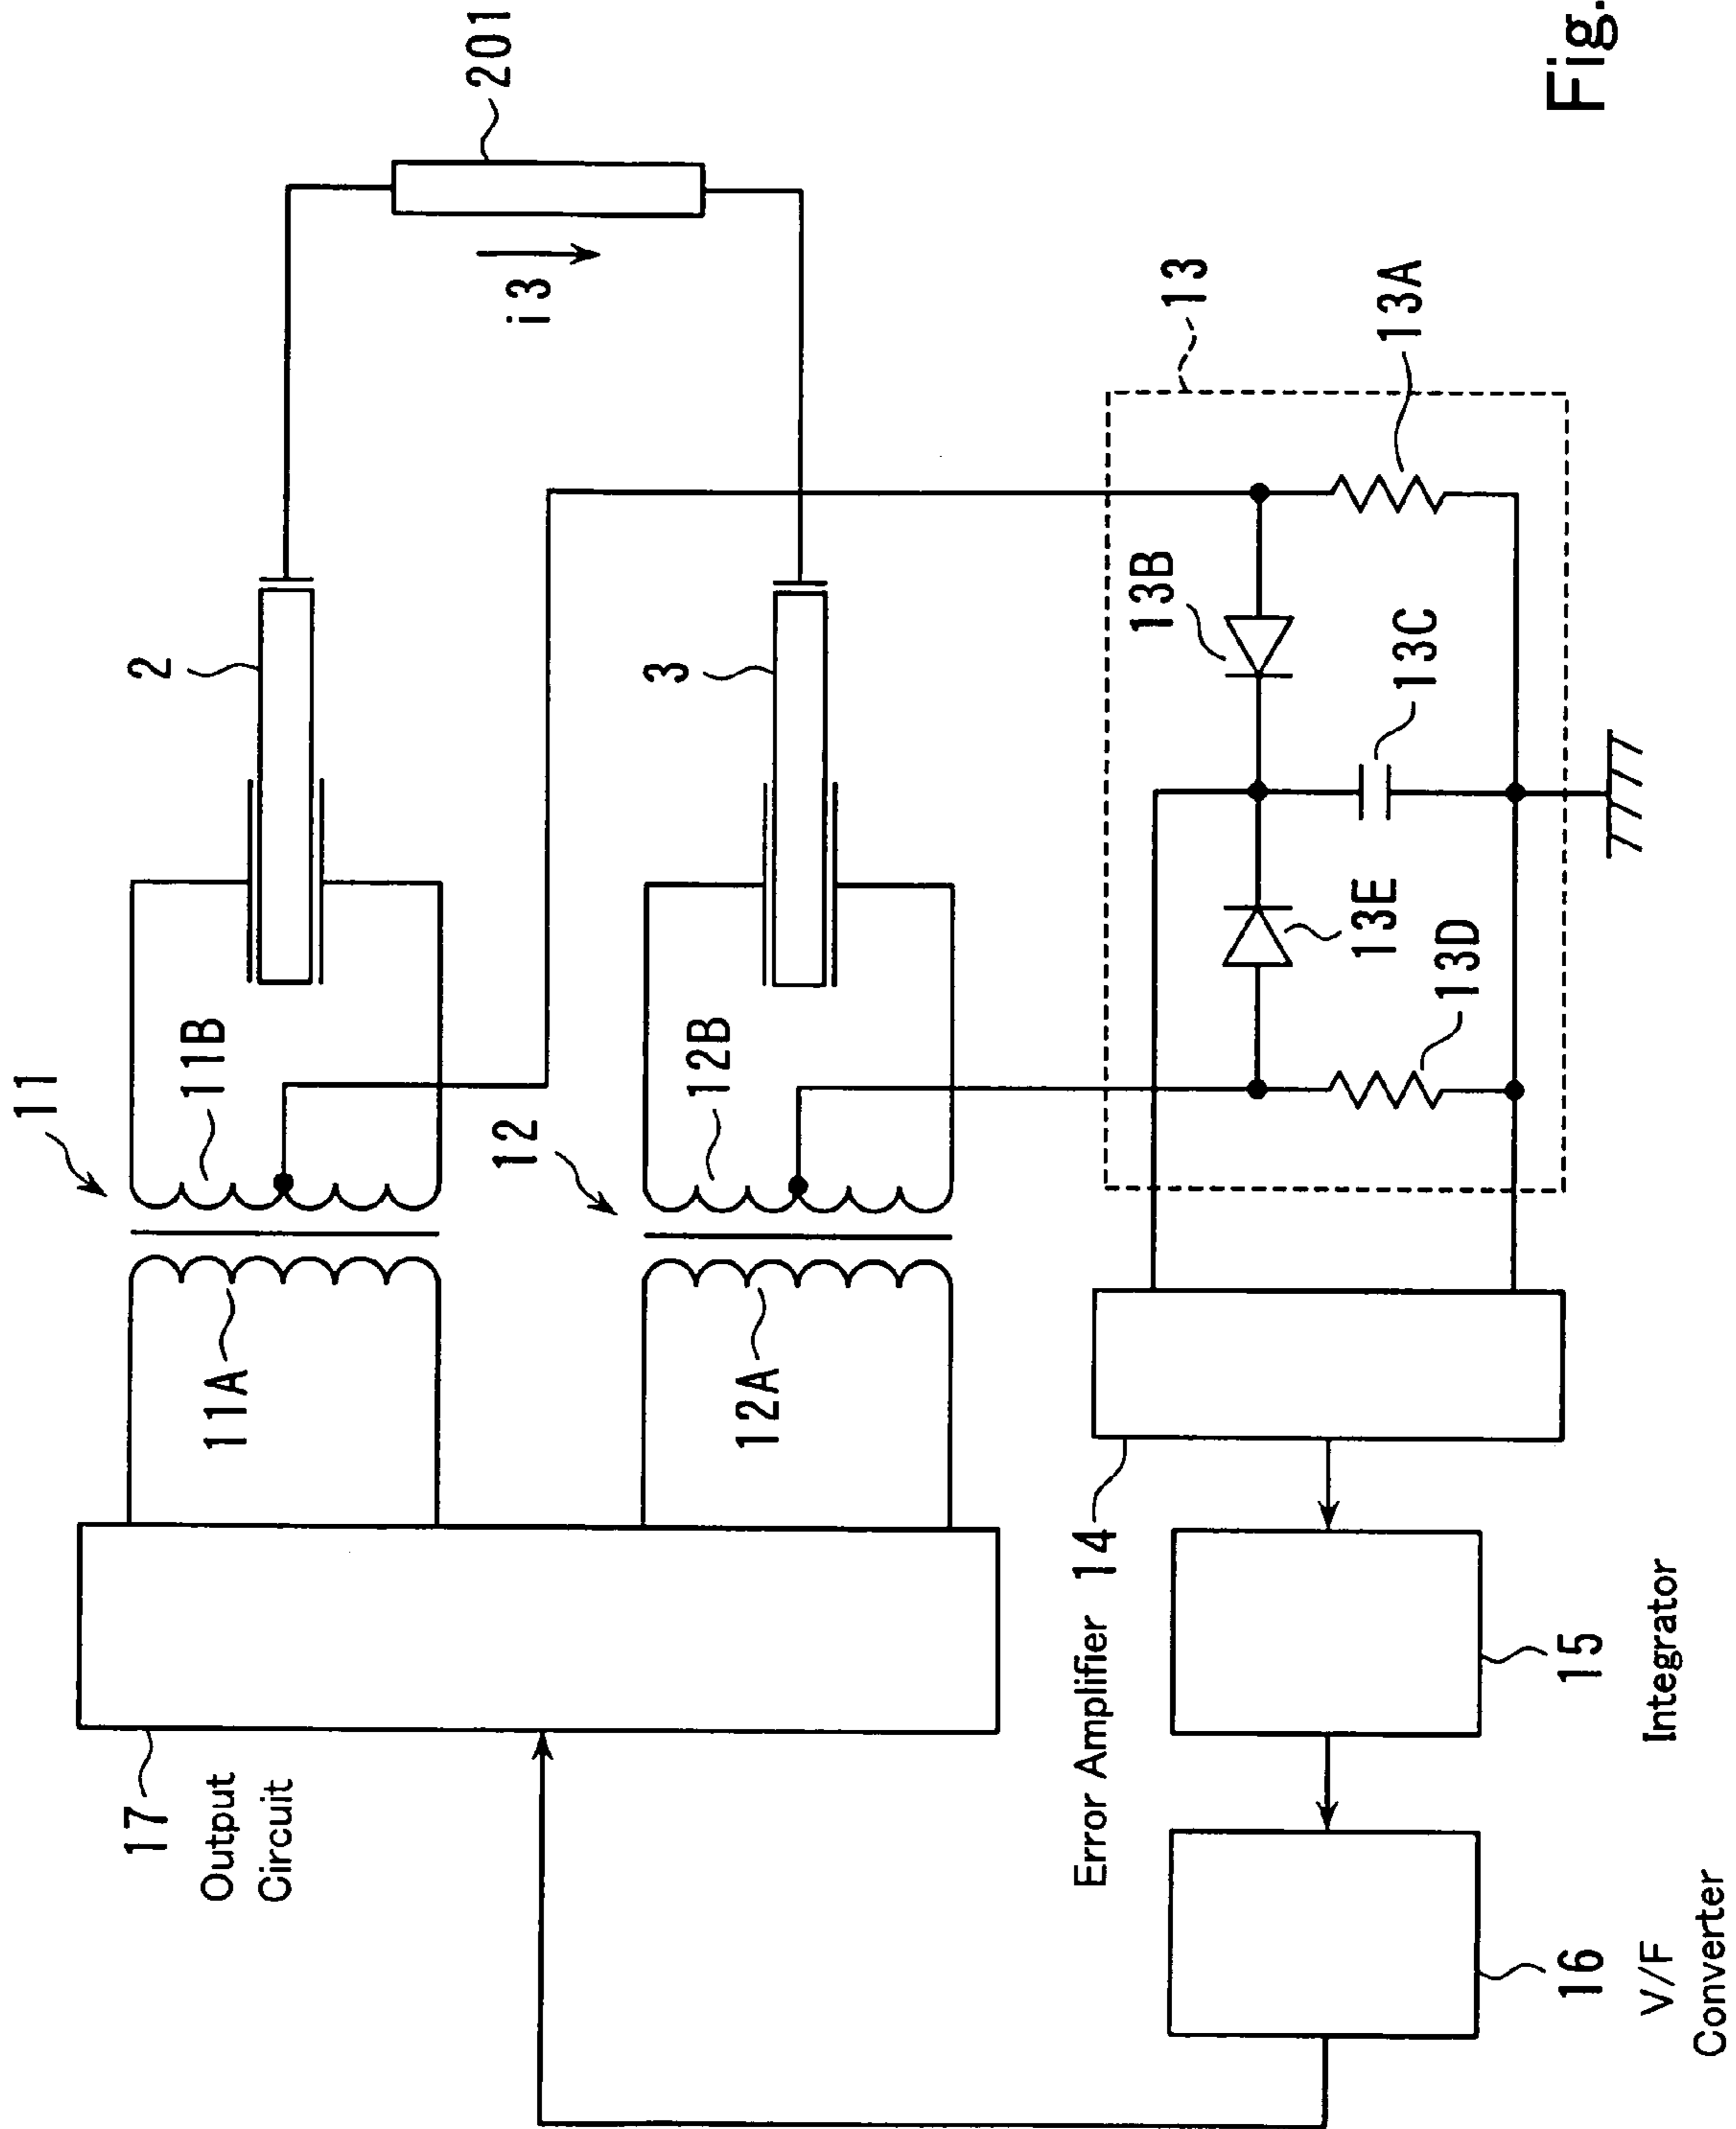 11
11A
11B
2
201
i3
17
Output
Circuit
12
12A
12B
3
13
13B
13A
13C
13E
13D
Error Amplifier 14
15
Integrator
16
V/F
Converter
Fig.